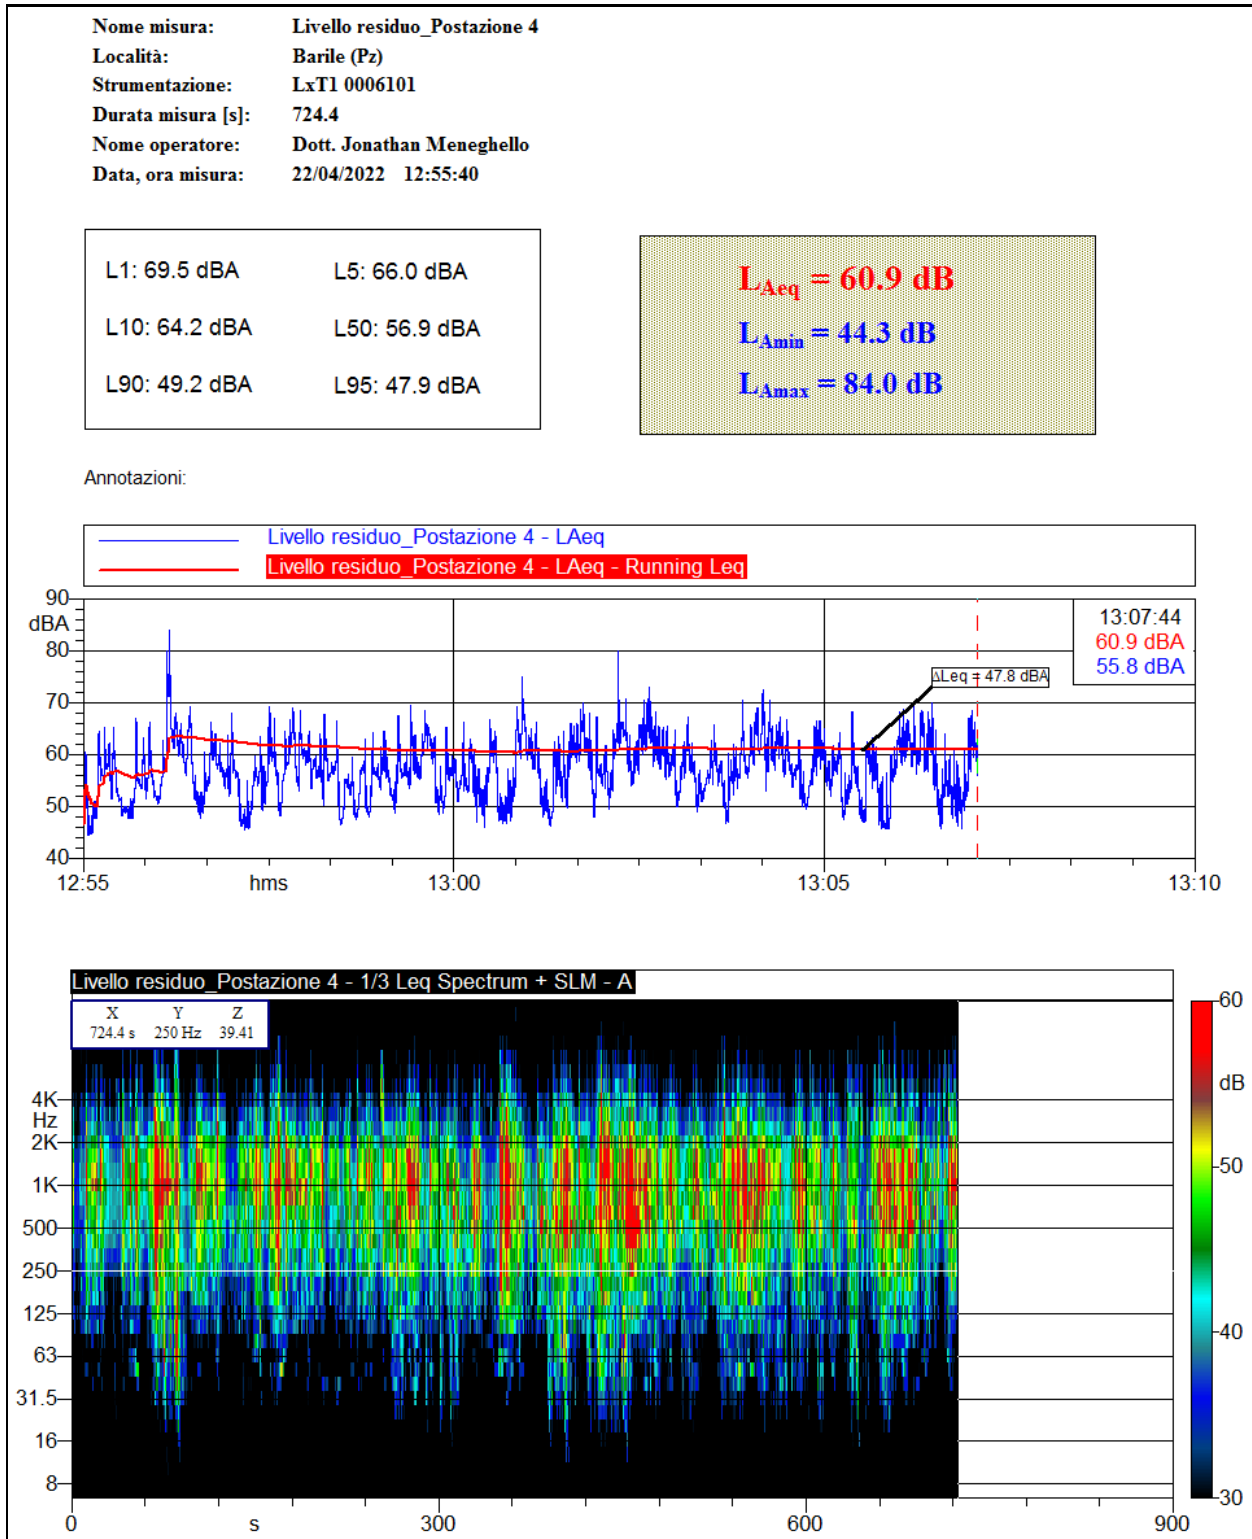 Nome misura: Livello residuo_Postazione 4
Località: Barile (Pz)
Strumentazione: LxT1 0006101
Durata misura [s]: 724.4
Nome operatore: Dott. Jonathan Meneghello
Data, ora misura: 22/04/2022 12:55:40
L1: 69.5 dBA L5: 66.0 dBA
L10: 64.2 dBA L50: 56.9 dBA
L90: 49.2 dBA L95: 47.9 dBA
LAeq = 60.9 dB
LAmin = 44.3 dB
LAmax = 84.0 dB
Annotazioni:
Livello residuo_Postazione 4 - LAeq
Livello residuo_Postazione 4 - LAeq - Running Leq
90
dBA
80
70
60
50
40
13:07:44
60.9 dBA
55.8 dBA
ΔLeq = 47.8 dBA
12:55 hms 13:00 13:05 13:10
Livello residuo_Postazione 4 - 1/3 Leq Spectrum + SLM - A
X Y Z
724.4 s 250 Hz 39.41
4K
Hz
2K
1K
500
250
125
63
31.5
16
8
0 s 300 600 900
60
dB
50
40
30